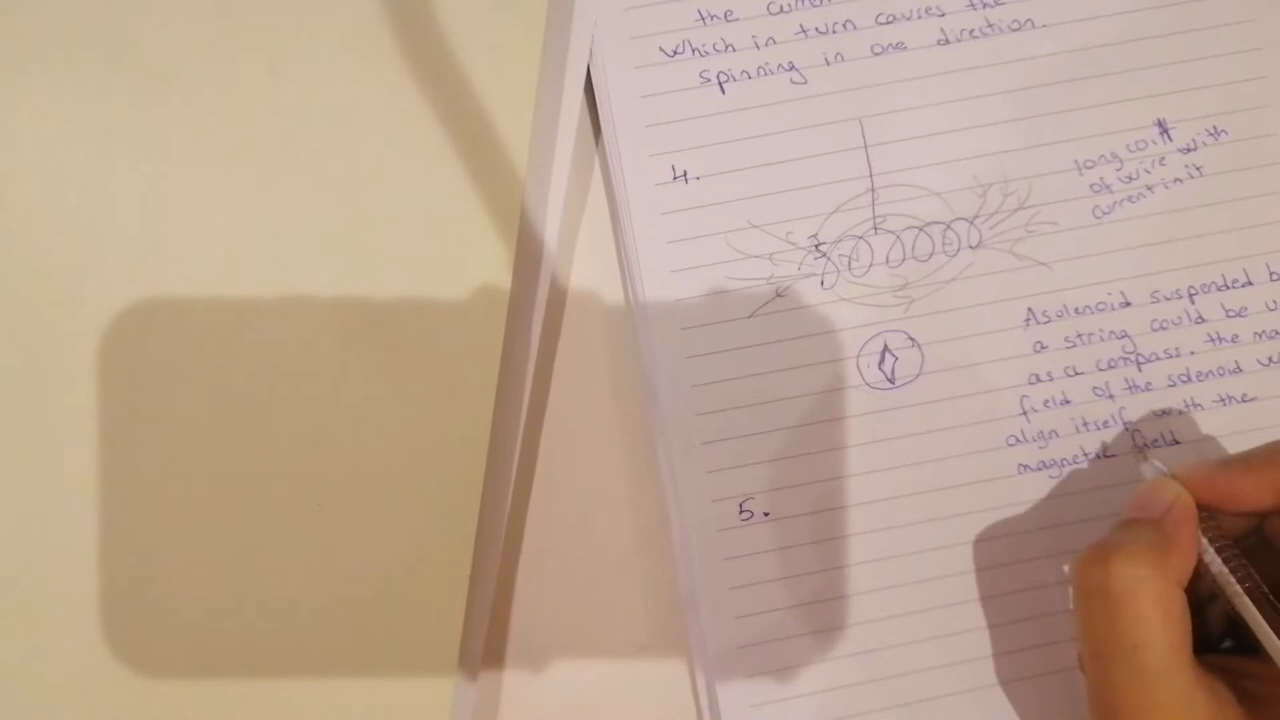 the
which in turn causes the
spinning in one direction.
4.
long coil
of wire with
current in it
A solenoid suspended b
a string could be u
as a compass. the ma
field of the solenoid w
align itself with the
magnetic field
5.